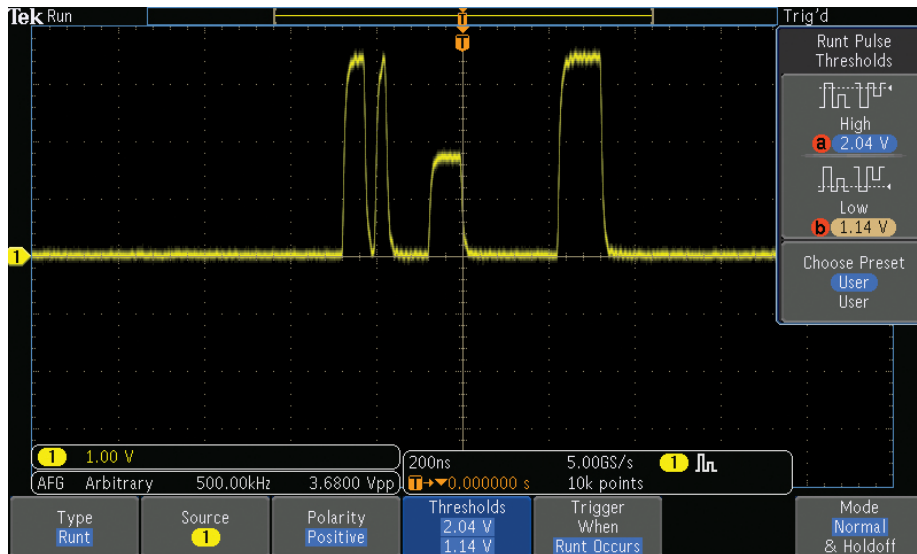 Tek Run
T
Trig'd
T
Runt Pulse
Thresholds
High
a 2.04 V
Low
b 1.14 V
Choose Preset
User
User
1
1 1.00 V
AFG Arbitrary 500.00kHz 3.6800 Vpp
200ns 5.00GS/s 1
T→▼0.000000 s 10k points
Type
Runt
Source
1
Polarity
Positive
Thresholds
2.04 V
1.14 V
Trigger
When
Runt Occurs
Mode
Normal
& Holdoff